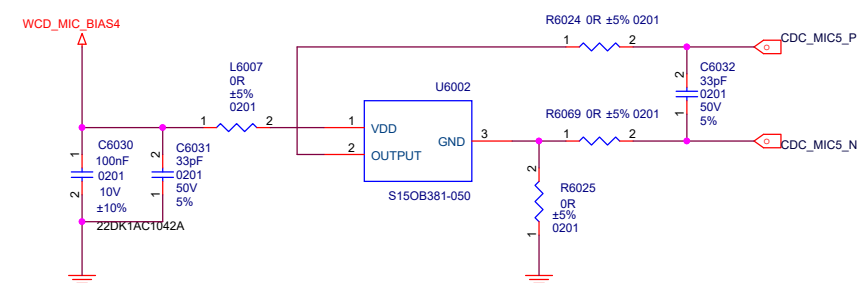 WCD_MIC_BIAS4
R6024 0R ±5% 0201
1
2
CDC_MIC5_P
L6007
0R
±5%
0201
1
2
U6002
1
VDD
2
OUTPUT
GND
3
S15OB381-050
C6032
33pF
0201
50V
5%
2
1
R6069 0R ±5% 0201
1
2
CDC_MIC5_N
C6030
100nF
0201
10V
±10%
1
2
22DK1AC1042A
C6031
33pF
0201
50V
5%
2
1
R6025
0R
±5%
0201
2
1